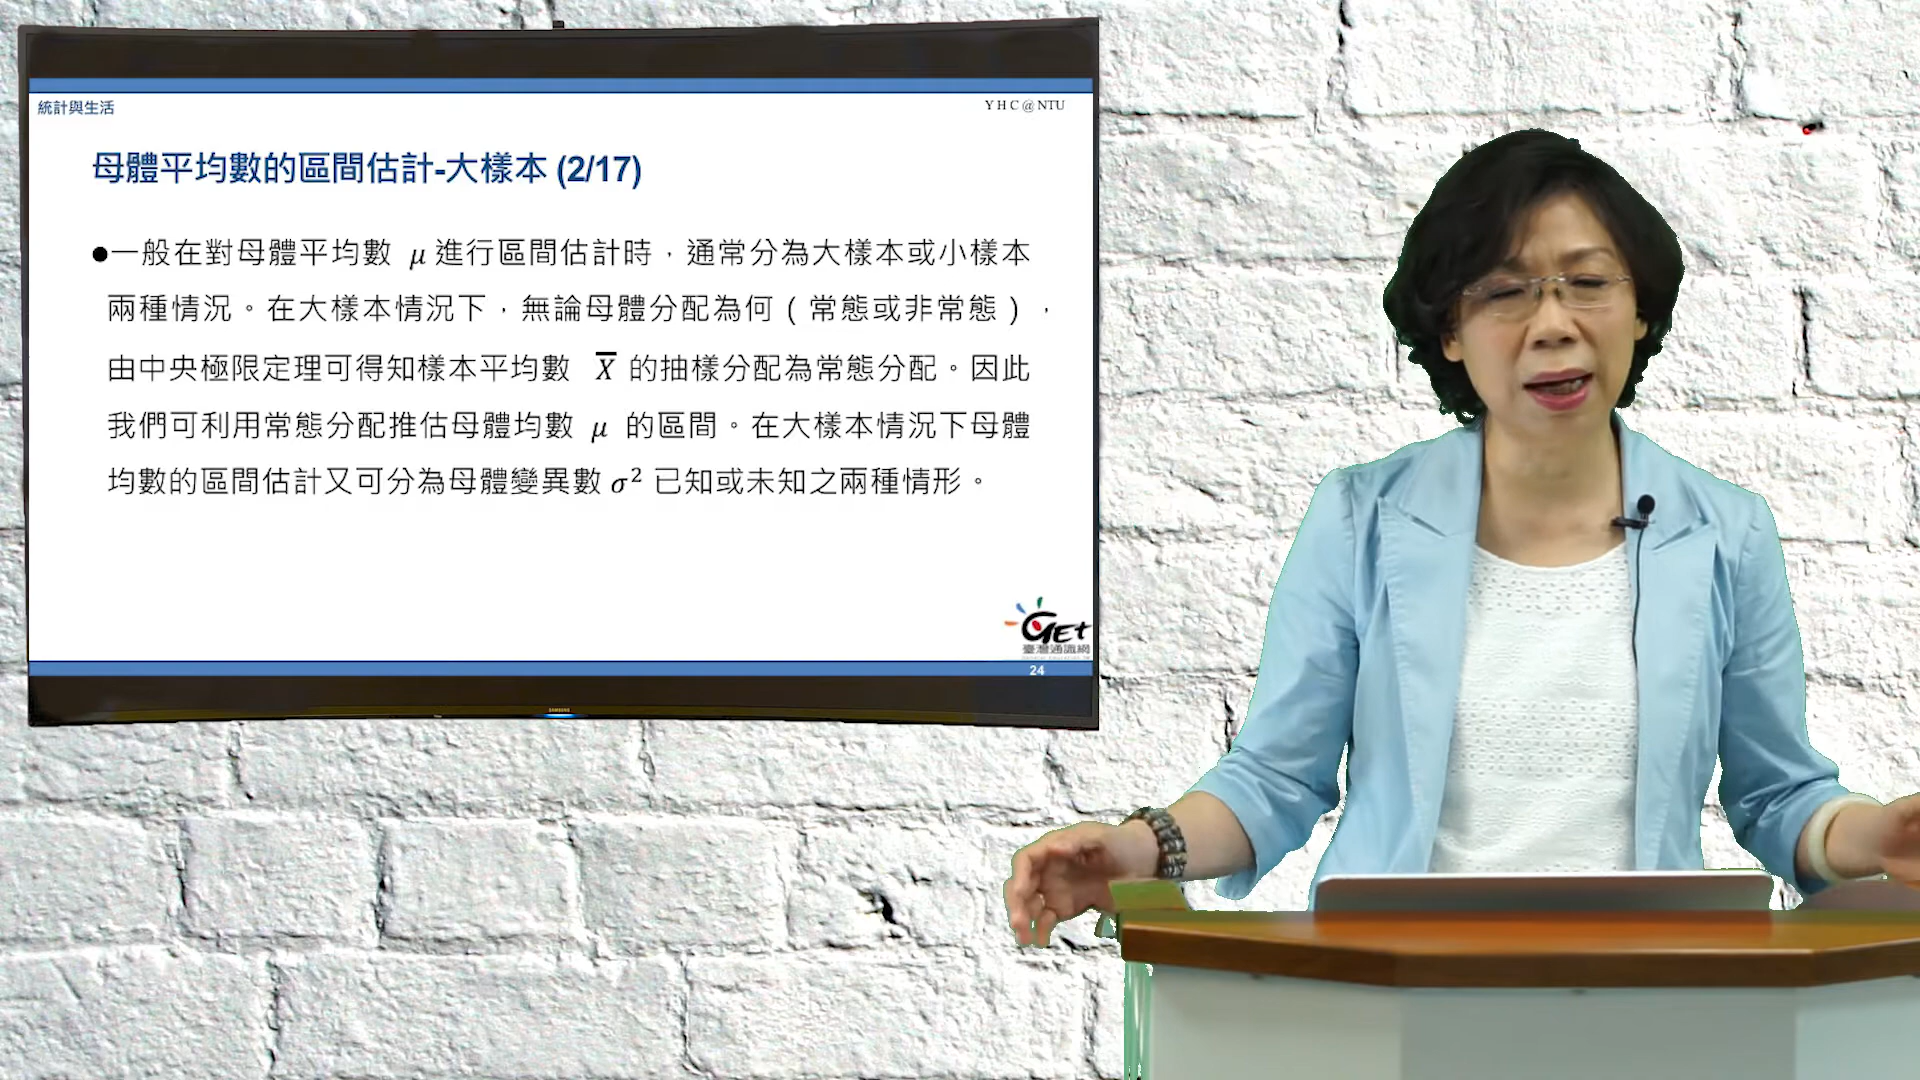 統計與生活
Y H C @ NTU
母體平均數的區間估計-大樣本 (2/17)
●一般在對母體平均數 μ 進行區間估計時，通常分為大樣本或小樣本
兩種情況。在大樣本情況下，無論母體分配為何（常態或非常態），
由中央極限定理可得知樣本平均數 X̅ 的抽樣分配為常態分配。因此
我們可利用常態分配推估母體均數 μ 的區間。在大樣本情況下母體
均數的區間估計又可分為母體變異數 σ² 已知或未知之兩種情形。
GET
臺灣通識網
24
SAMSUNG